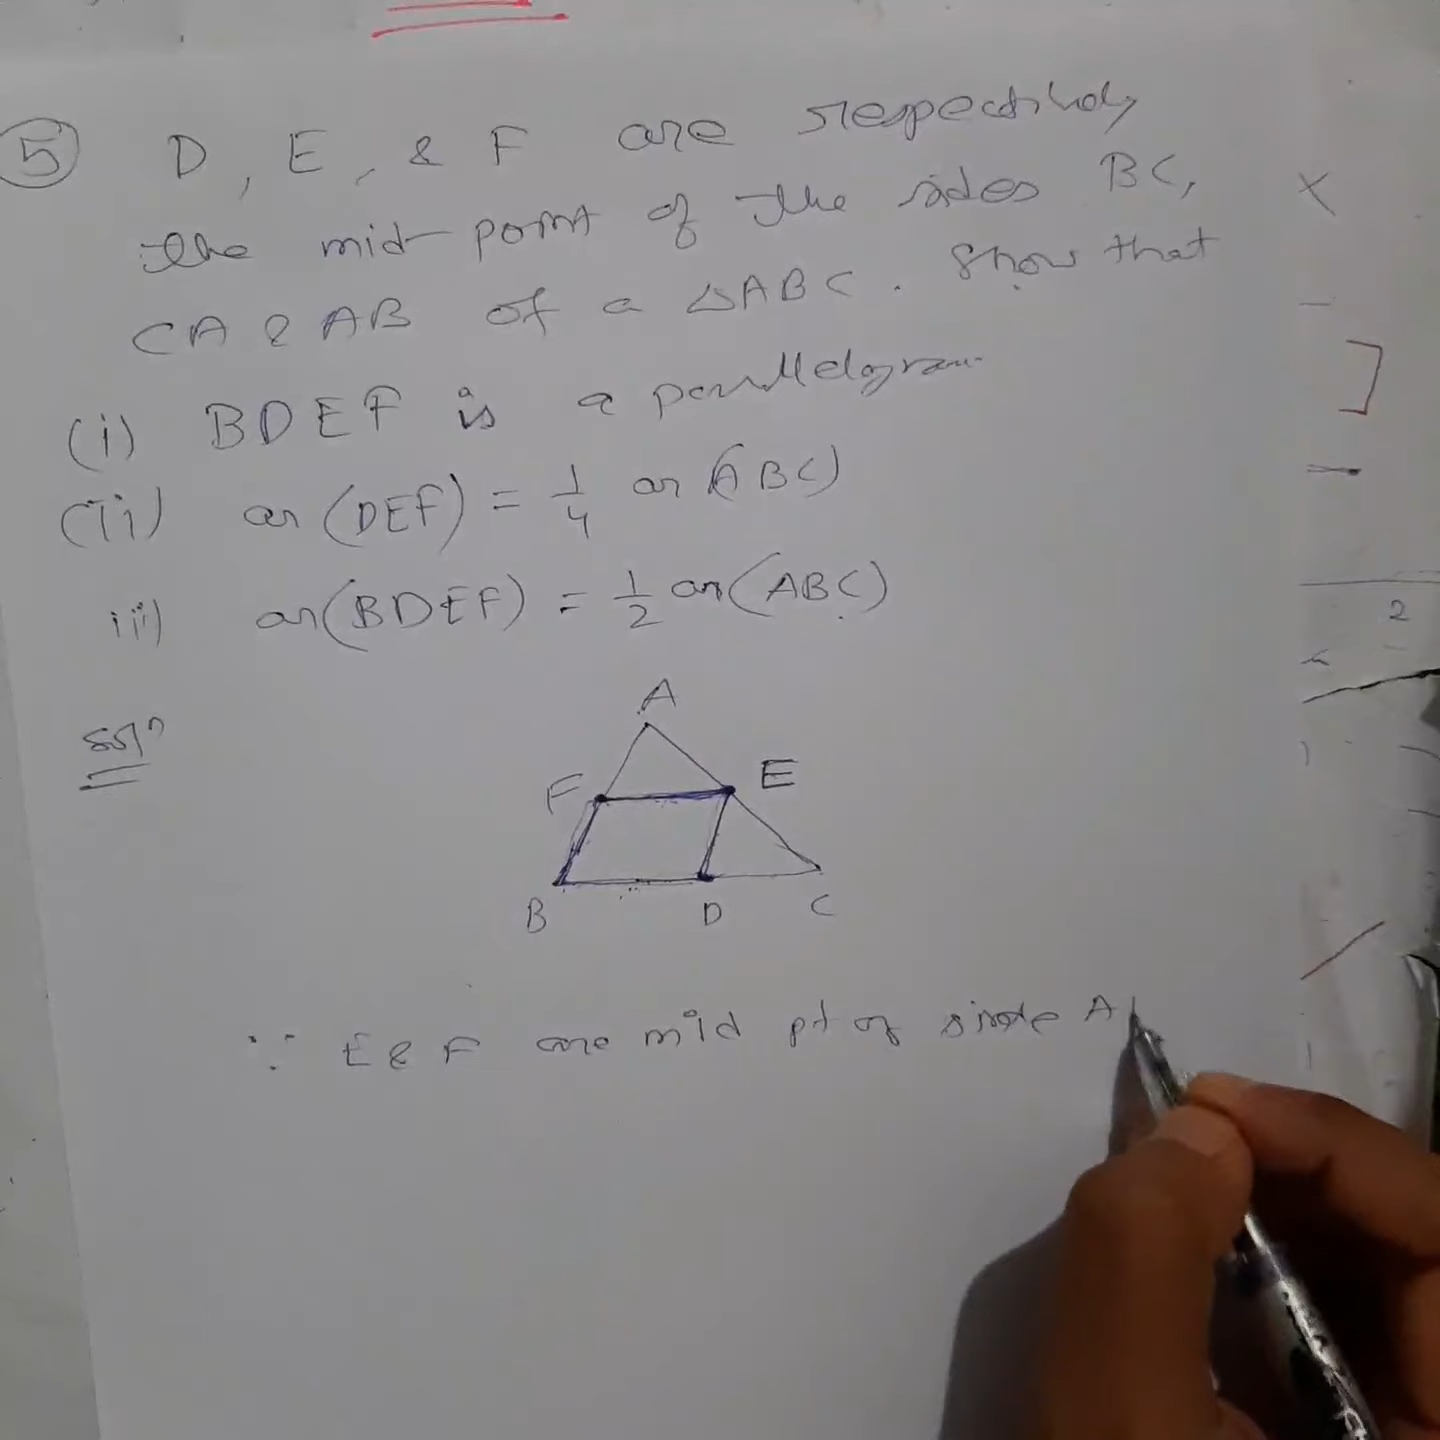 5 D, E, & F are respectively
the mid-point of the sides BC,
CA & AB of a △ABC. Show that
(i) BDEF is a parallelogram
(ii) ar (DEF) = 1/4 ar (ABC)
iii) ar(BDEF) = 1/2 ar(ABC)
Solⁿ
A
F E
B D C
∵ E & F are mid pt of side A
2